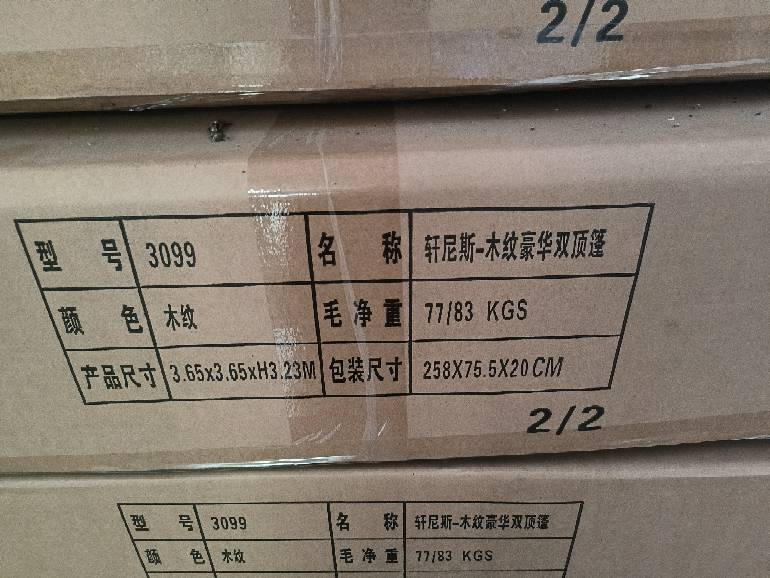 2/2
型号 3099 名称 轩尼斯-木纹豪华双顶篷
颜色 木纹 毛净重 77/83 KGS
产品尺寸 3.65x3.65xH3.23M 包装尺寸 258X75.5X20CM
2/2
型号 3099 名称 轩尼斯-木纹豪华双顶篷
颜色 木纹 毛净重 77/83 KGS